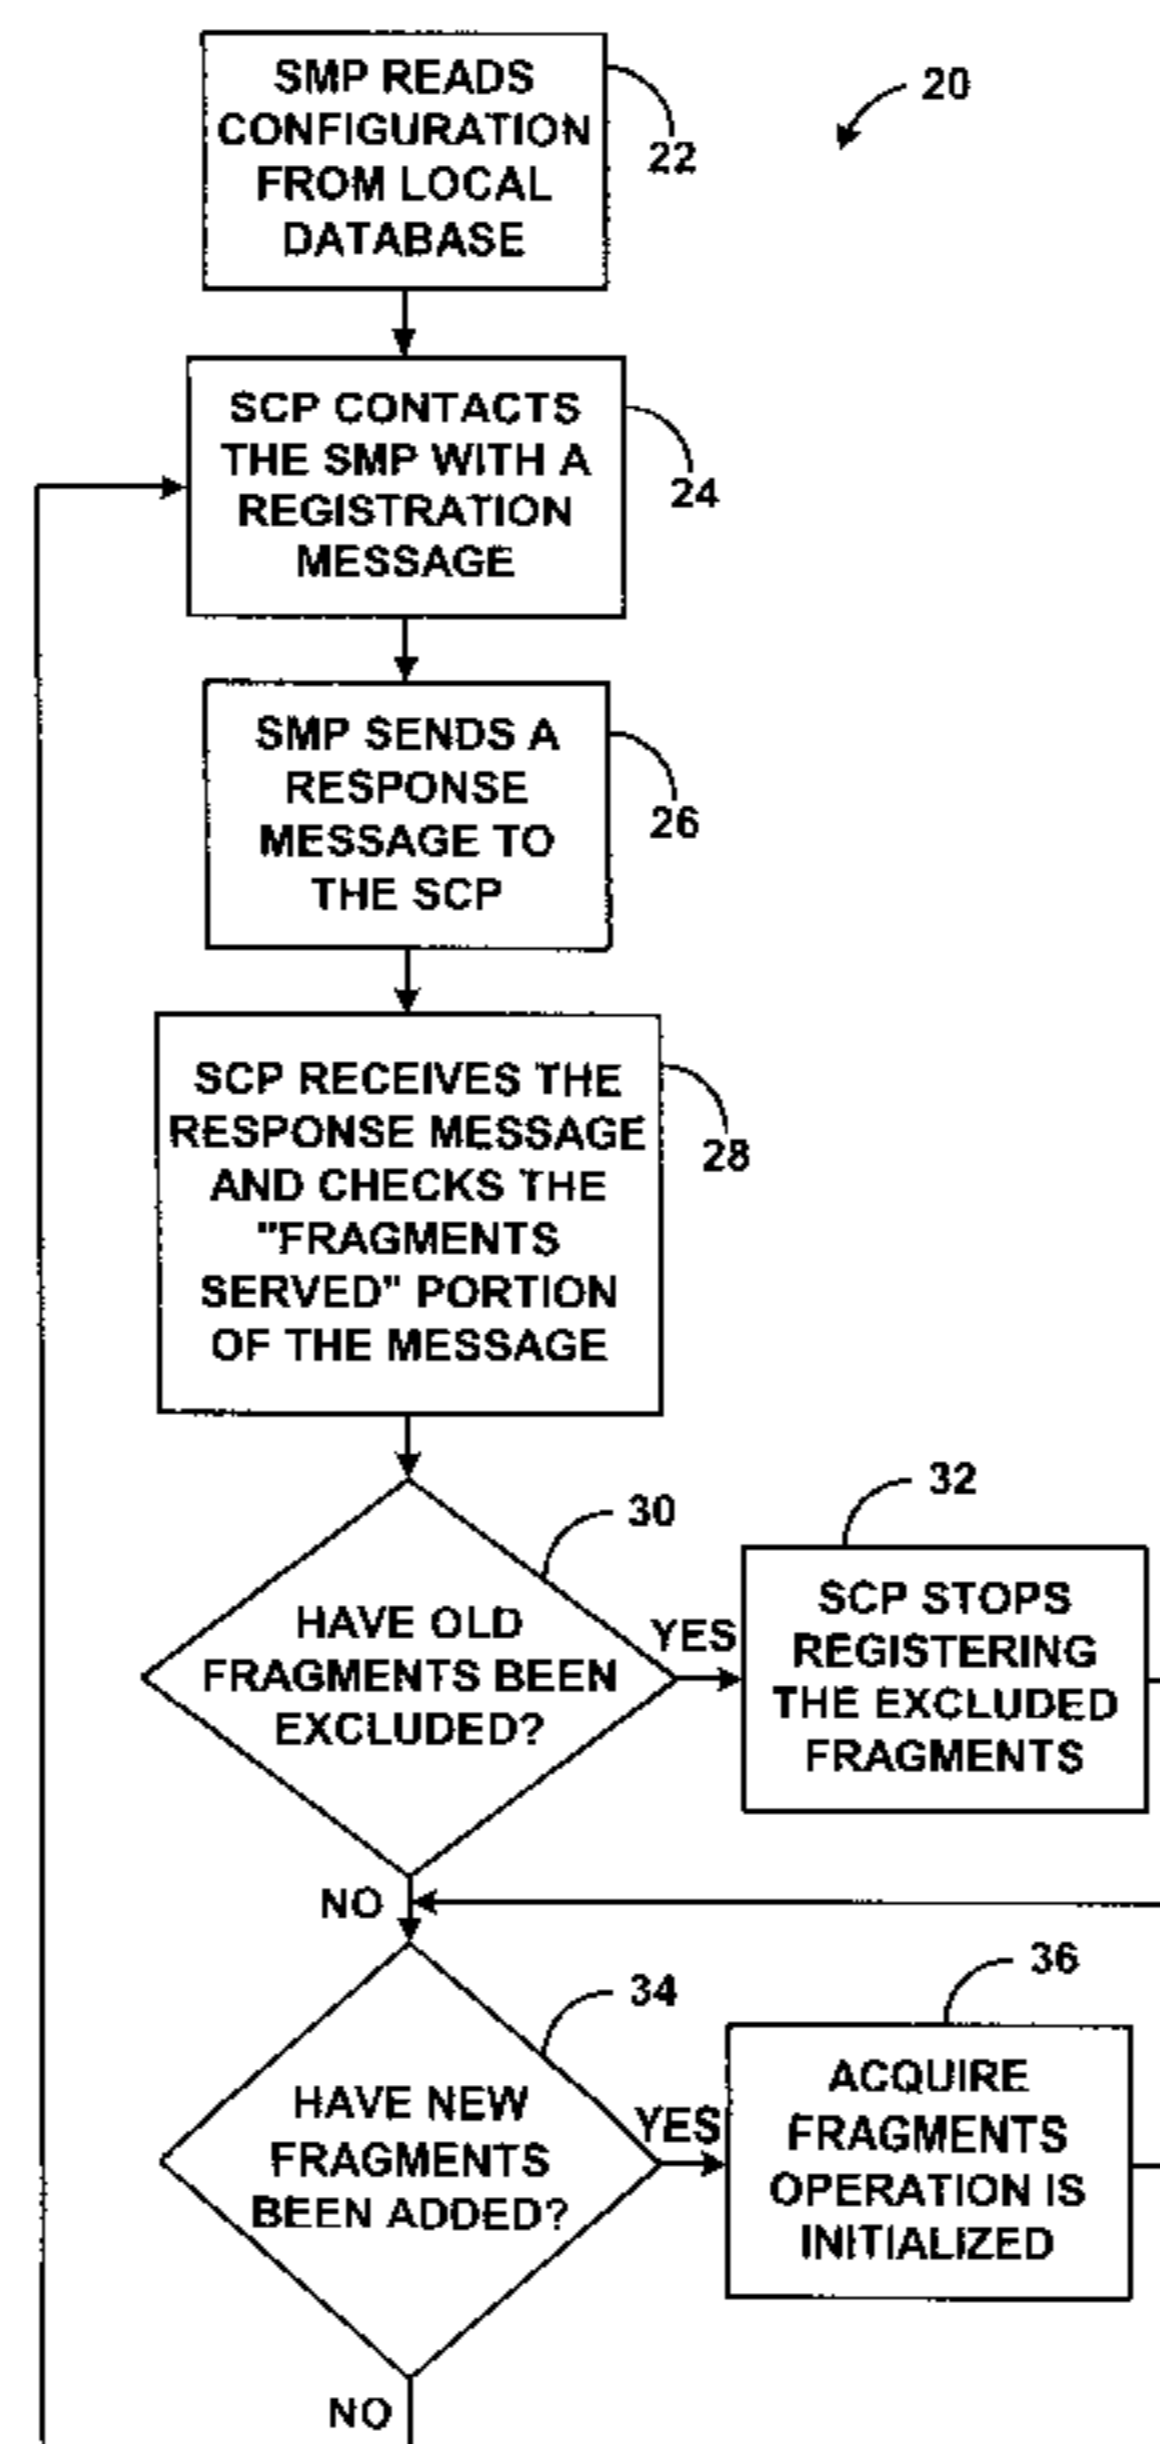 SMP READS
CONFIGURATION
FROM LOCAL
DATABASE
22
20
SCP CONTACTS
THE SMP WITH A
REGISTRATION
MESSAGE
24
SMP SENDS A
RESPONSE
MESSAGE TO
THE SCP
26
SCP RECEIVES THE
RESPONSE MESSAGE
AND CHECKS THE
"FRAGMENTS
SERVED" PORTION
OF THE MESSAGE
28
HAVE OLD
FRAGMENTS BEEN
EXCLUDED?
30
YES
SCP STOPS
REGISTERING
THE EXCLUDED
FRAGMENTS
32
NO
HAVE NEW
FRAGMENTS
BEEN ADDED?
34
YES
ACQUIRE
FRAGMENTS
OPERATION IS
INITIALIZED
36
NO